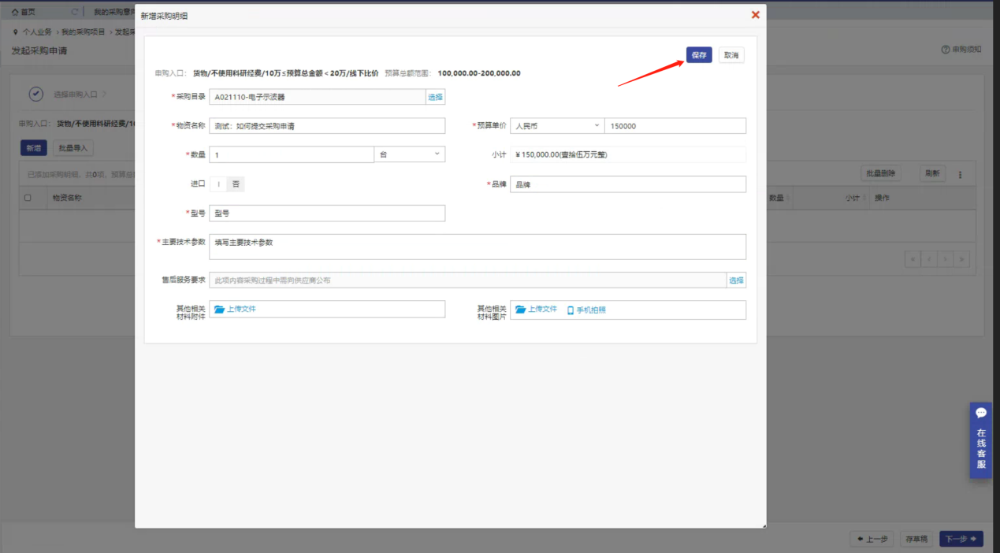 首页
我的采购意向
个人业务 > 我的采购项目 > 发起采
发起采购申请
申购须知
选择申购入口
申购入口： 货物/不使用科研经费/10
新增 批量导入
已添加采购明细，共0项，预算总
批量删除 刷新
物资名称
数量 小计 操作
新增采购明细
保存 取消
申购入口： 货物/不使用科研经费/10万≤预算总金额＜20万/线下比价 预算总额范围： 100,000.00-200,000.00
*采购目录 A021110-电子示波器 选择
*物资名称 测试：如何提交采购申请 *预算单价 人民币 150000
*数量 1 台 小计 ¥ 150,000.00(壹拾伍万元整)
进口 否 *品牌 品牌
*型号 型号
*主要技术参数 填写主要技术参数
售后服务要求 此项内容采购过程中需向供应商公布 选择
其他相关材料附件 上传文件 其他相关材料图片 上传文件 手机拍照
在线客服
上一步 存草稿 下一步